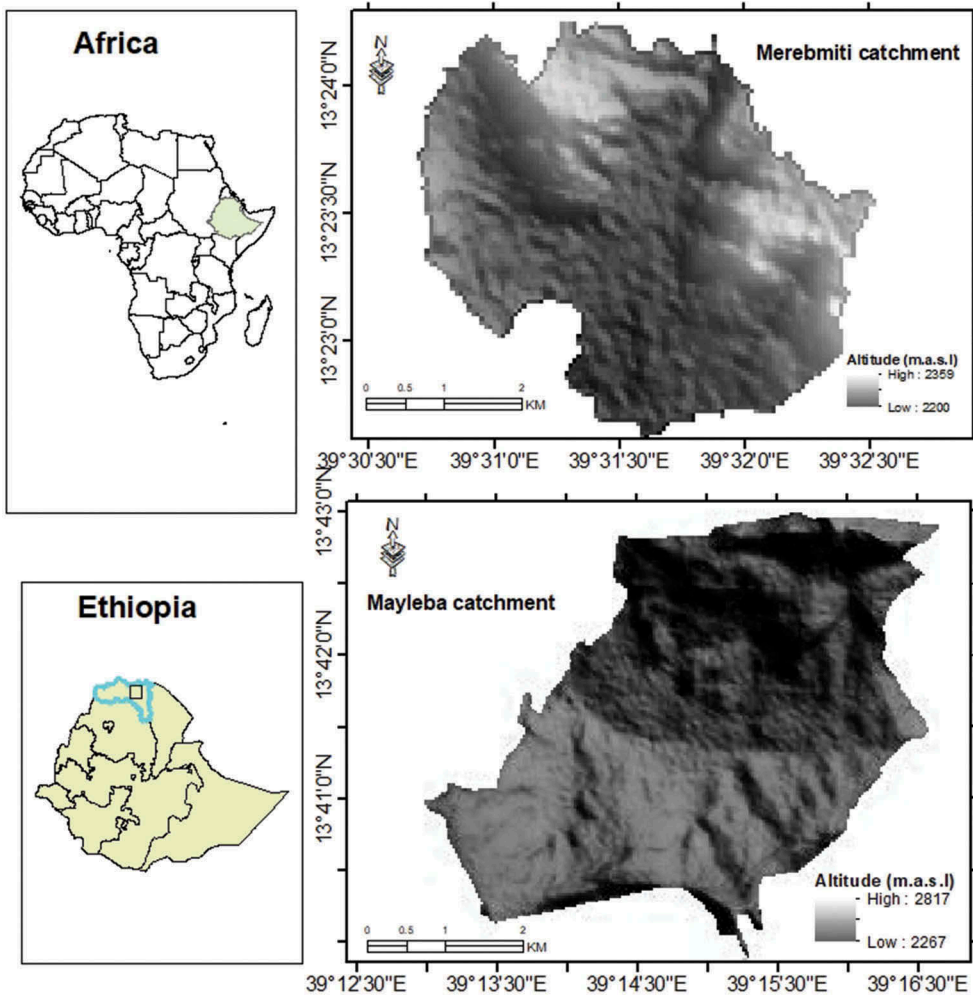 Africa
Ethiopia
N
Merebmiti catchment
13°24'0"N
13°23'30"N
13°23'0"N
Altitude (m.a.s.l)
High : 2359
Low : 2200
0 0.5 1 2
KM
39°30'30"E 39°31'0"E 39°31'30"E 39°32'0"E 39°32'30"E
N
Mayleba catchment
13°43'0"N
13°42'0"N
13°41'0"N
Altitude (m.a.s.l)
High : 2817
Low : 2267
0 0.5 1 2
KM
39°12'30"E 39°13'30"E 39°14'30"E 39°15'30"E 39°16'30"E